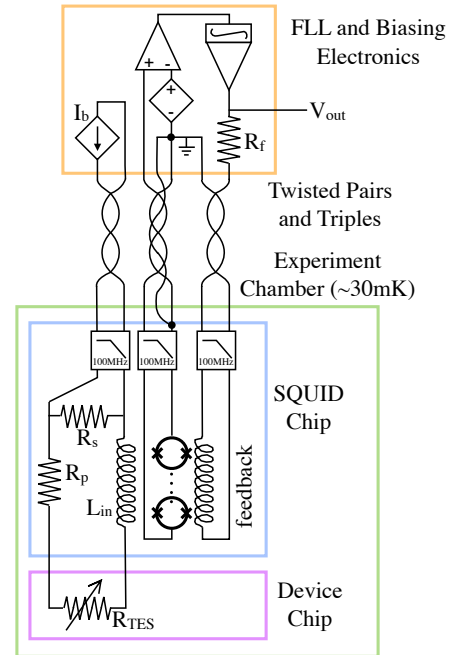 FLL and Biasing
Electronics
+ -
+
-
I_b
V_out
R_f
Twisted Pairs
and Triples
Experiment
Chamber (~30mK)
100MHz 100MHz 100MHz
SQUID
Chip
R_s
R_p
L_in
feedback
Device
Chip
R_TES